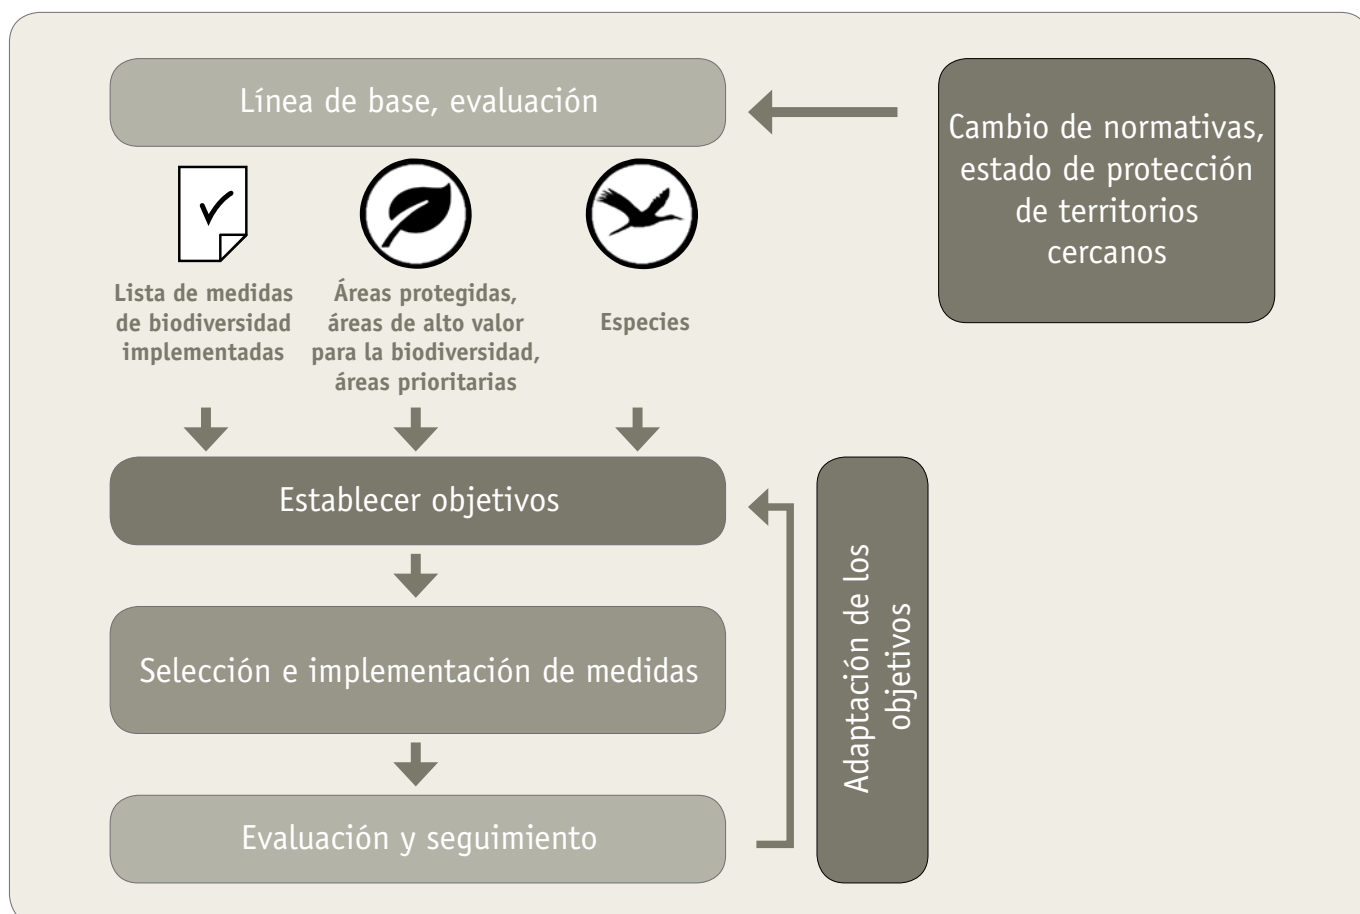 Línea de base, evaluación
Cambio de normativas,
estado de protección
de territorios
cercanos
Lista de medidas
de biodiversidad
implementadas
Áreas protegidas,
áreas de alto valor
para la biodiversidad,
áreas prioritarias
Especies
Establecer objetivos
Selección e implementación de medidas
Evaluación y seguimiento
Adaptación de los
objetivos